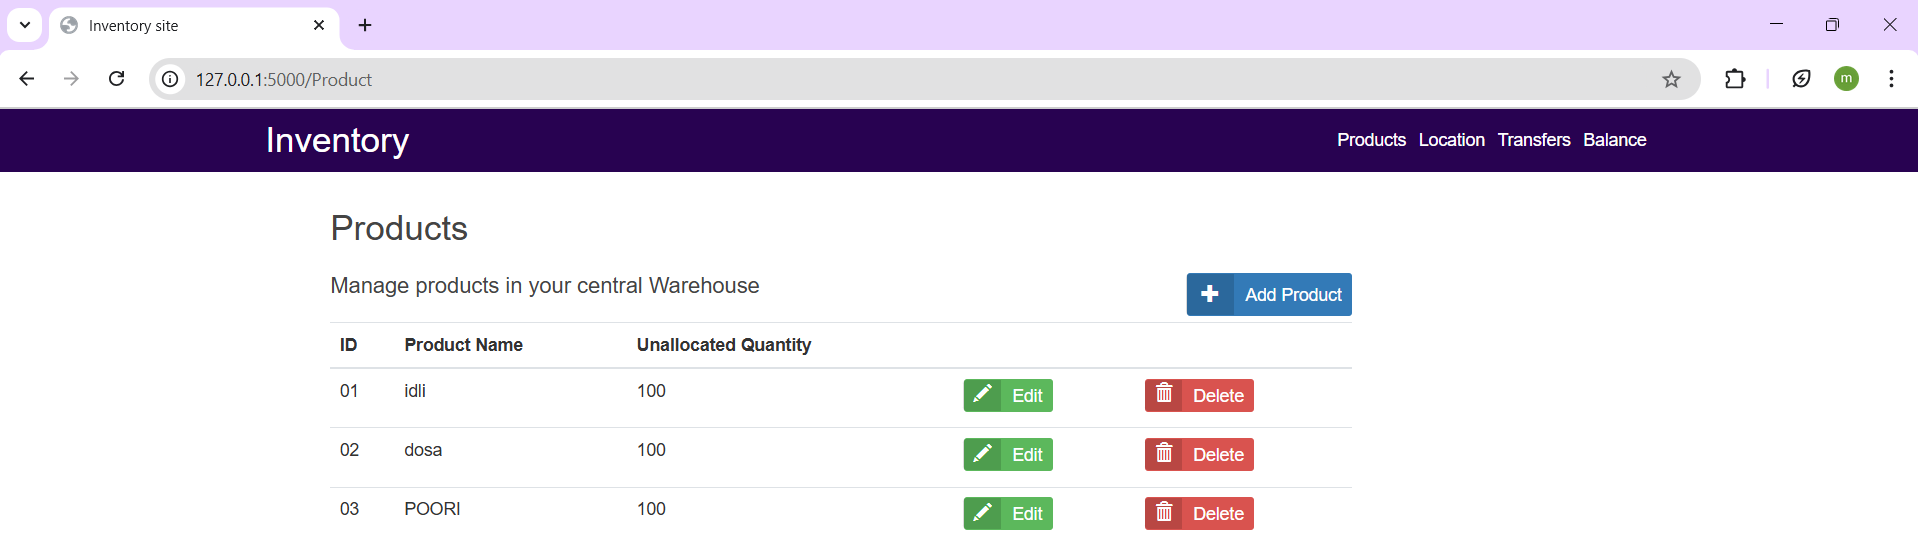 Inventory site
127.0.0.1:5000/Product
m
Inventory
Products Location Transfers Balance
Products
Manage products in your central Warehouse
Add Product
ID Product Name Unallocated Quantity
01 idli 100 Edit Delete
02 dosa 100 Edit Delete
03 POORI 100 Edit Delete